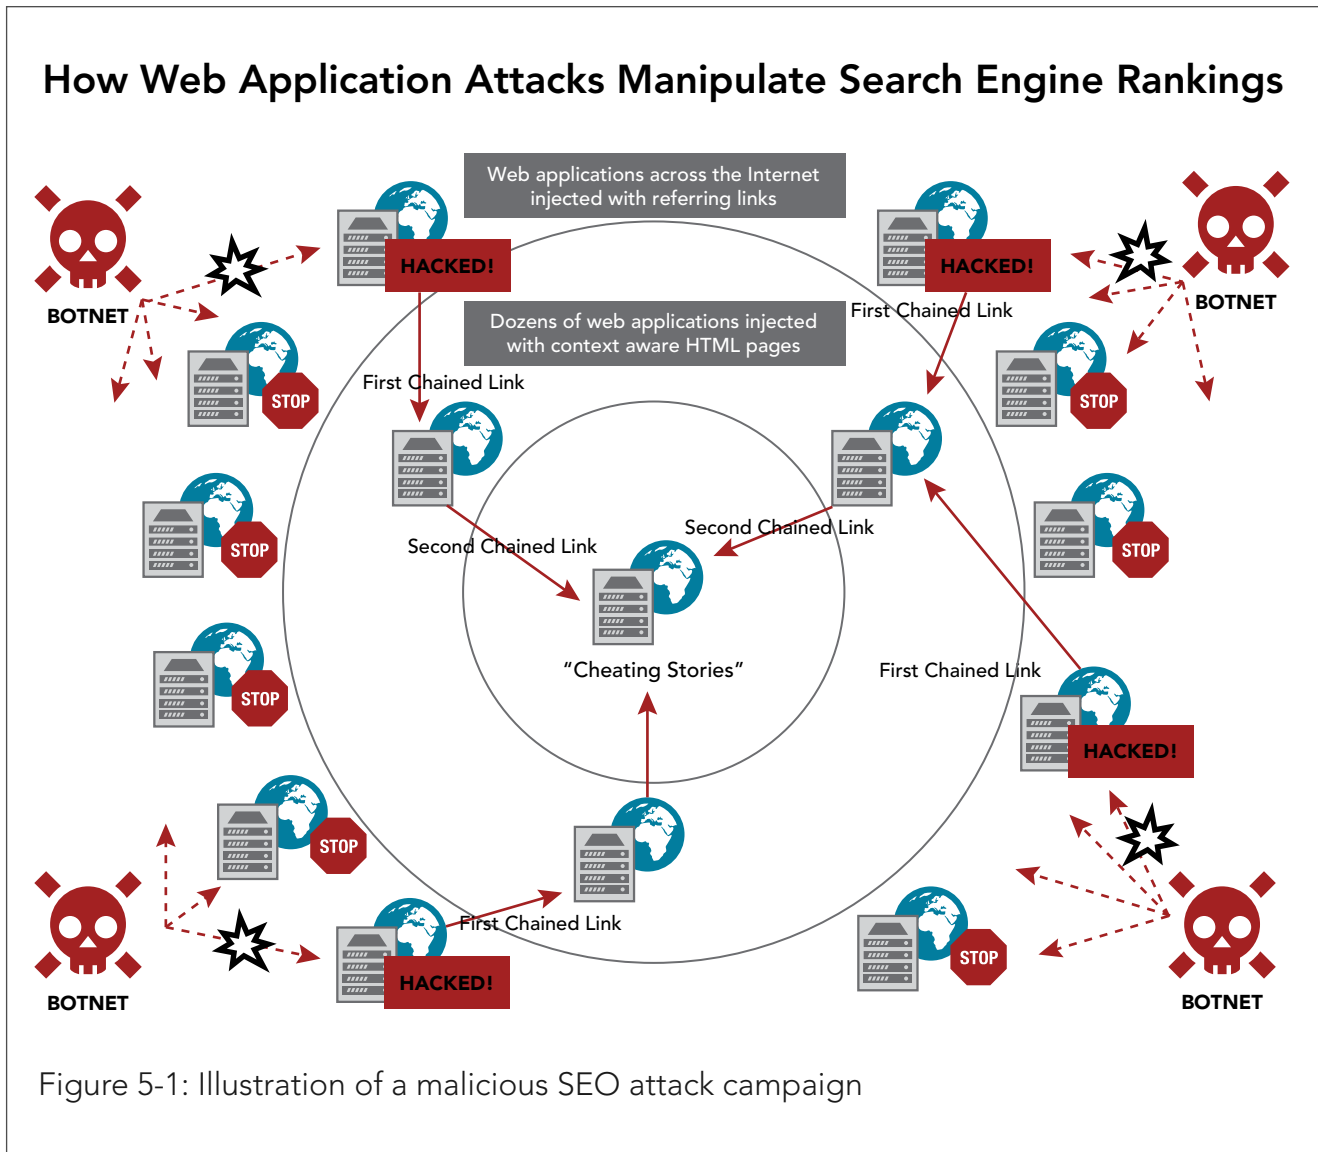 How Web Application Attacks Manipulate Search Engine Rankings
Web applications across the Internet
injected with referring links
HACKED!
HACKED!
BOTNET
BOTNET
First Chained Link
Dozens of web applications injected
with context aware HTML pages
First Chained Link
STOP
STOP
Second Chained Link
Second Chained Link
STOP
STOP
"Cheating Stories"
First Chained Link
STOP
HACKED!
STOP
First Chained Link
STOP
HACKED!
BOTNET
BOTNET
Figure 5-1: Illustration of a malicious SEO attack campaign